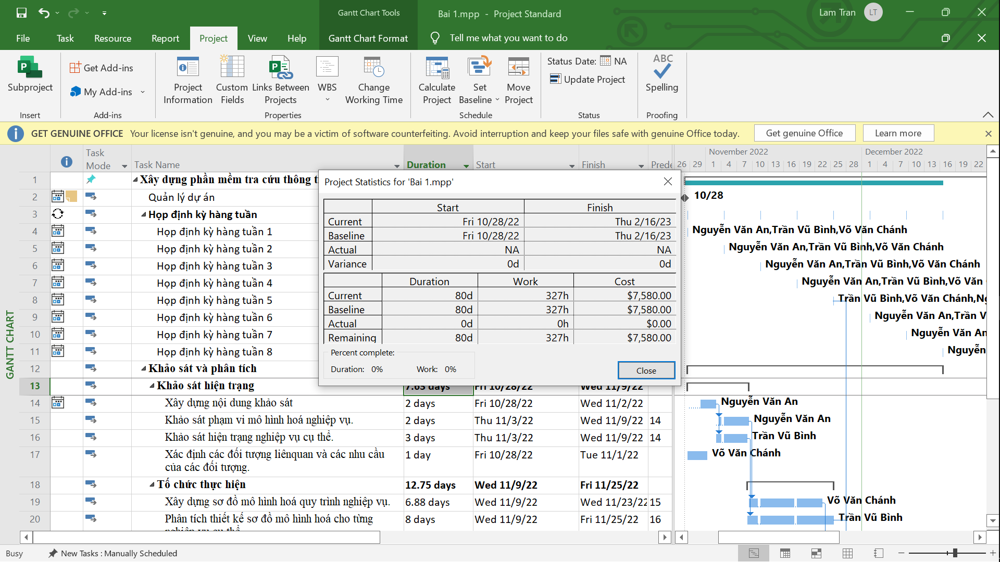 Gantt Chart Tools
Bai 1.mpp - Project Standard
Lam Tran
LT
File Task Resource Report Project View Help Gantt Chart Format Tell me what you want to do
Subproject
Insert
Get Add-ins
My Add-ins
Add-ins
Project Information
Custom Fields
Links Between Projects
WBS
Change Working Time
Properties
Calculate Project
Set Baseline
Move Project
Schedule
Status Date: NA
Update Project
Status
ABC
Spelling
Proofing
GET GENUINE OFFICE Your license isn't genuine, and you may be a victim of software counterfeiting. Avoid interruption and keep your files safe with genuine Office today. Get genuine Office Learn more
Task Mode Task Name Duration Start Finish
November 2022 December 2022
26 29 1 4 7 10 13 16 19 22 25 28 1 4 7 10 13 16 19 22
GANTT CHART
1 Xây dựng phần mềm tra cứu thông
2 Quản lý dự án
3 Họp định kỳ hàng tuần
4 Họp định kỳ hàng tuần 1
5 Họp định kỳ hàng tuần 2
6 Họp định kỳ hàng tuần 3
7 Họp định kỳ hàng tuần 4
8 Họp định kỳ hàng tuần 5
9 Họp định kỳ hàng tuần 6
10 Họp định kỳ hàng tuần 7
11 Họp định kỳ hàng tuần 8
12 Khảo sát và phân tích
13 Khảo sát hiện trạng 7.63 days Fri 10/28/22 Wed 11/9/22
14 Xây dựng nội dung khảo sát 2 days Fri 10/28/22 Wed 11/2/22
15 Khảo sát phạm vi mô hình hoá nghiệp vụ. 2 days Thu 11/3/22 Wed 11/9/22 14
16 Khảo sát hiện trạng nghiệp vụ cụ thể. 3 days Thu 11/3/22 Wed 11/9/22 14
17 Xác định các đối tượng liênquan và các nhu cầu 1 day Fri 10/28/22 Tue 11/1/22
của các đối tượng.
18 Tổ chức thực hiện 12.75 days Wed 11/9/22 Fri 11/25/22
19 Xây dựng sơ đồ mô hình hoá quy trình nghiệp vụ. 6.88 days Wed 11/9/22 Wed 11/23/22 15
20 Phân tích thiết kế sơ đồ mô hình hoá cho từng 8 days Wed 11/9/22 Fri 11/25/22 16
nghiệp vụ cụ thể
Project Statistics for 'Bai 1.mpp'
Start Finish
Current Fri 10/28/22 Thu 2/16/23
Baseline Fri 10/28/22 Thu 2/16/23
Actual NA NA
Variance 0d 0d
Duration Work Cost
Current 80d 327h $7,580.00
Baseline 80d 327h $7,580.00
Actual 0d 0h $0.00
Remaining 80d 327h $7,580.00
Percent complete:
Duration: 0% Work: 0%
Close
10/28
Nguyễn Văn An,Trần Vũ Bình,Võ Văn Chánh
Nguyễn Văn An,Trần Vũ Bình,Võ Văn Chánh
Nguyễn Văn An,Trần Vũ Bình,Võ Văn Chánh
Nguyễn Văn An,Trần Vũ Bình,Võ Văn
Trần Vũ Bình,Võ Văn Chánh,
Nguyễn Văn An,Trần V
Nguyễn Văn An
Nguyễn
Nguyễn Văn An
Nguyễn Văn An
Trần Vũ Bình
Võ Văn Chánh
Võ Văn Chánh
Trần Vũ Bình
Busy New Tasks : Manually Scheduled